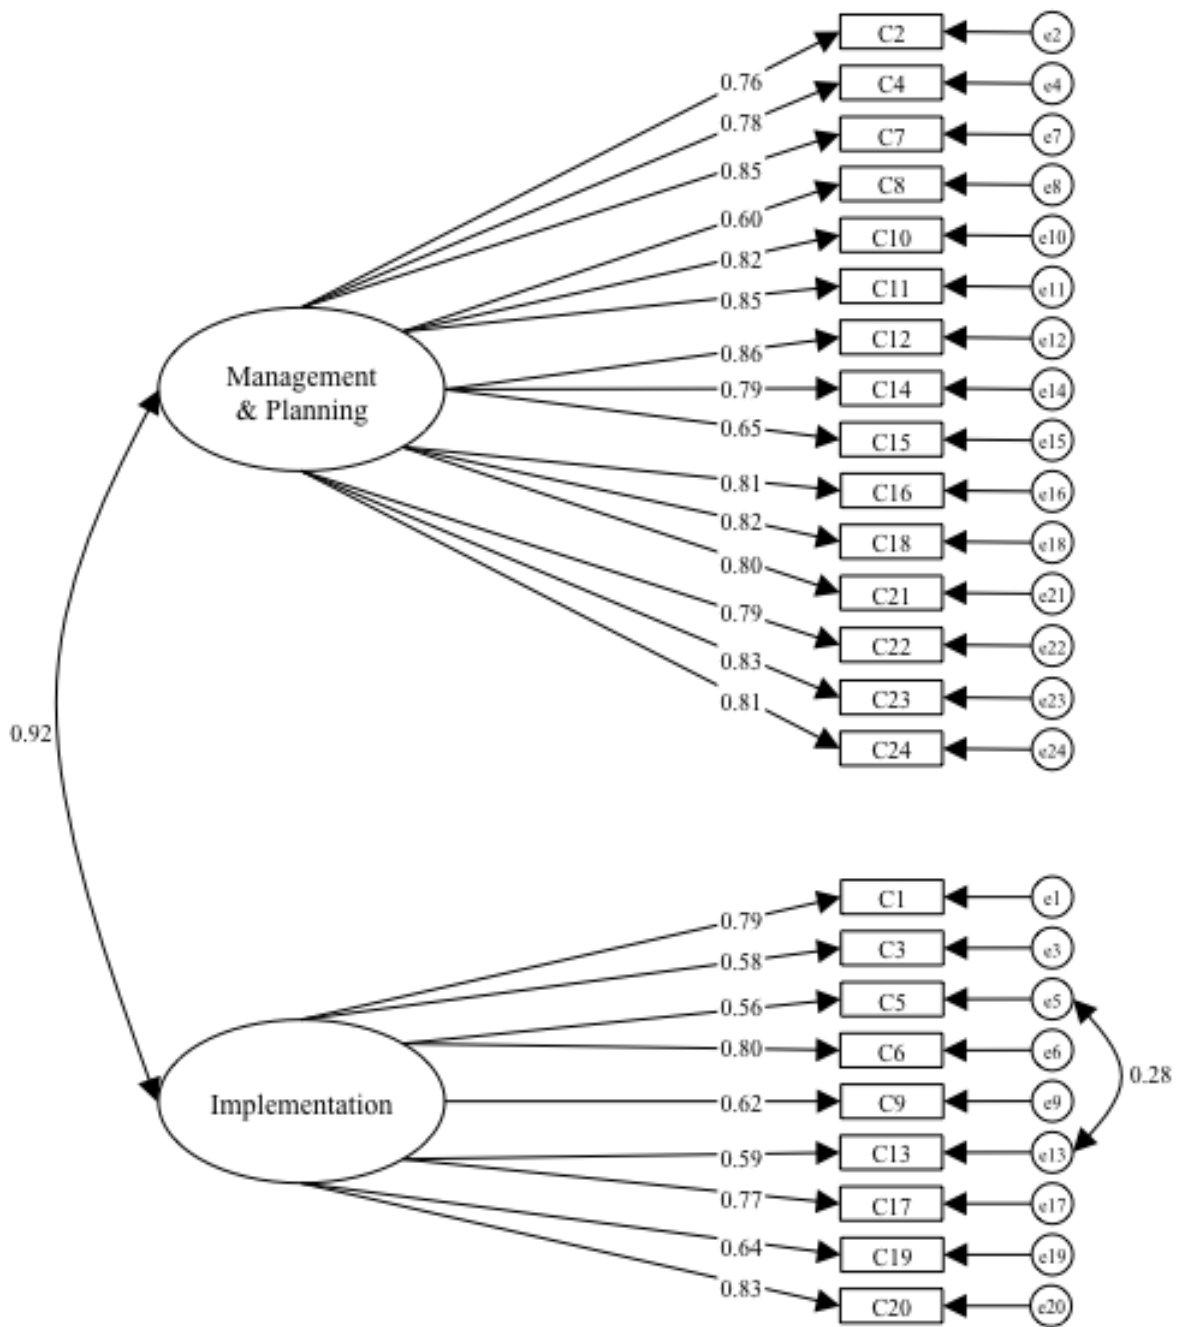 0.76 C2 e2
0.78 C4 e4
0.85 C7 e7
0.60 C8 e8
0.82 C10 e10
0.85 C11 e11
0.86 C12 e12
0.79 C14 e14
0.65 C15 e15
0.81 C16 e16
0.82 C18 e18
0.80 C21 e21
0.79 C22 e22
0.83 C23 e23
0.81 C24 e24
Management
& Planning
0.92
0.79 C1 e1
0.58 C3 e3
0.56 C5 e5
0.80 C6 e6
0.28
0.62 C9 e9
0.59 C13 e13
0.77 C17 e17
0.64 C19 e19
0.83 C20 e20
Implementation